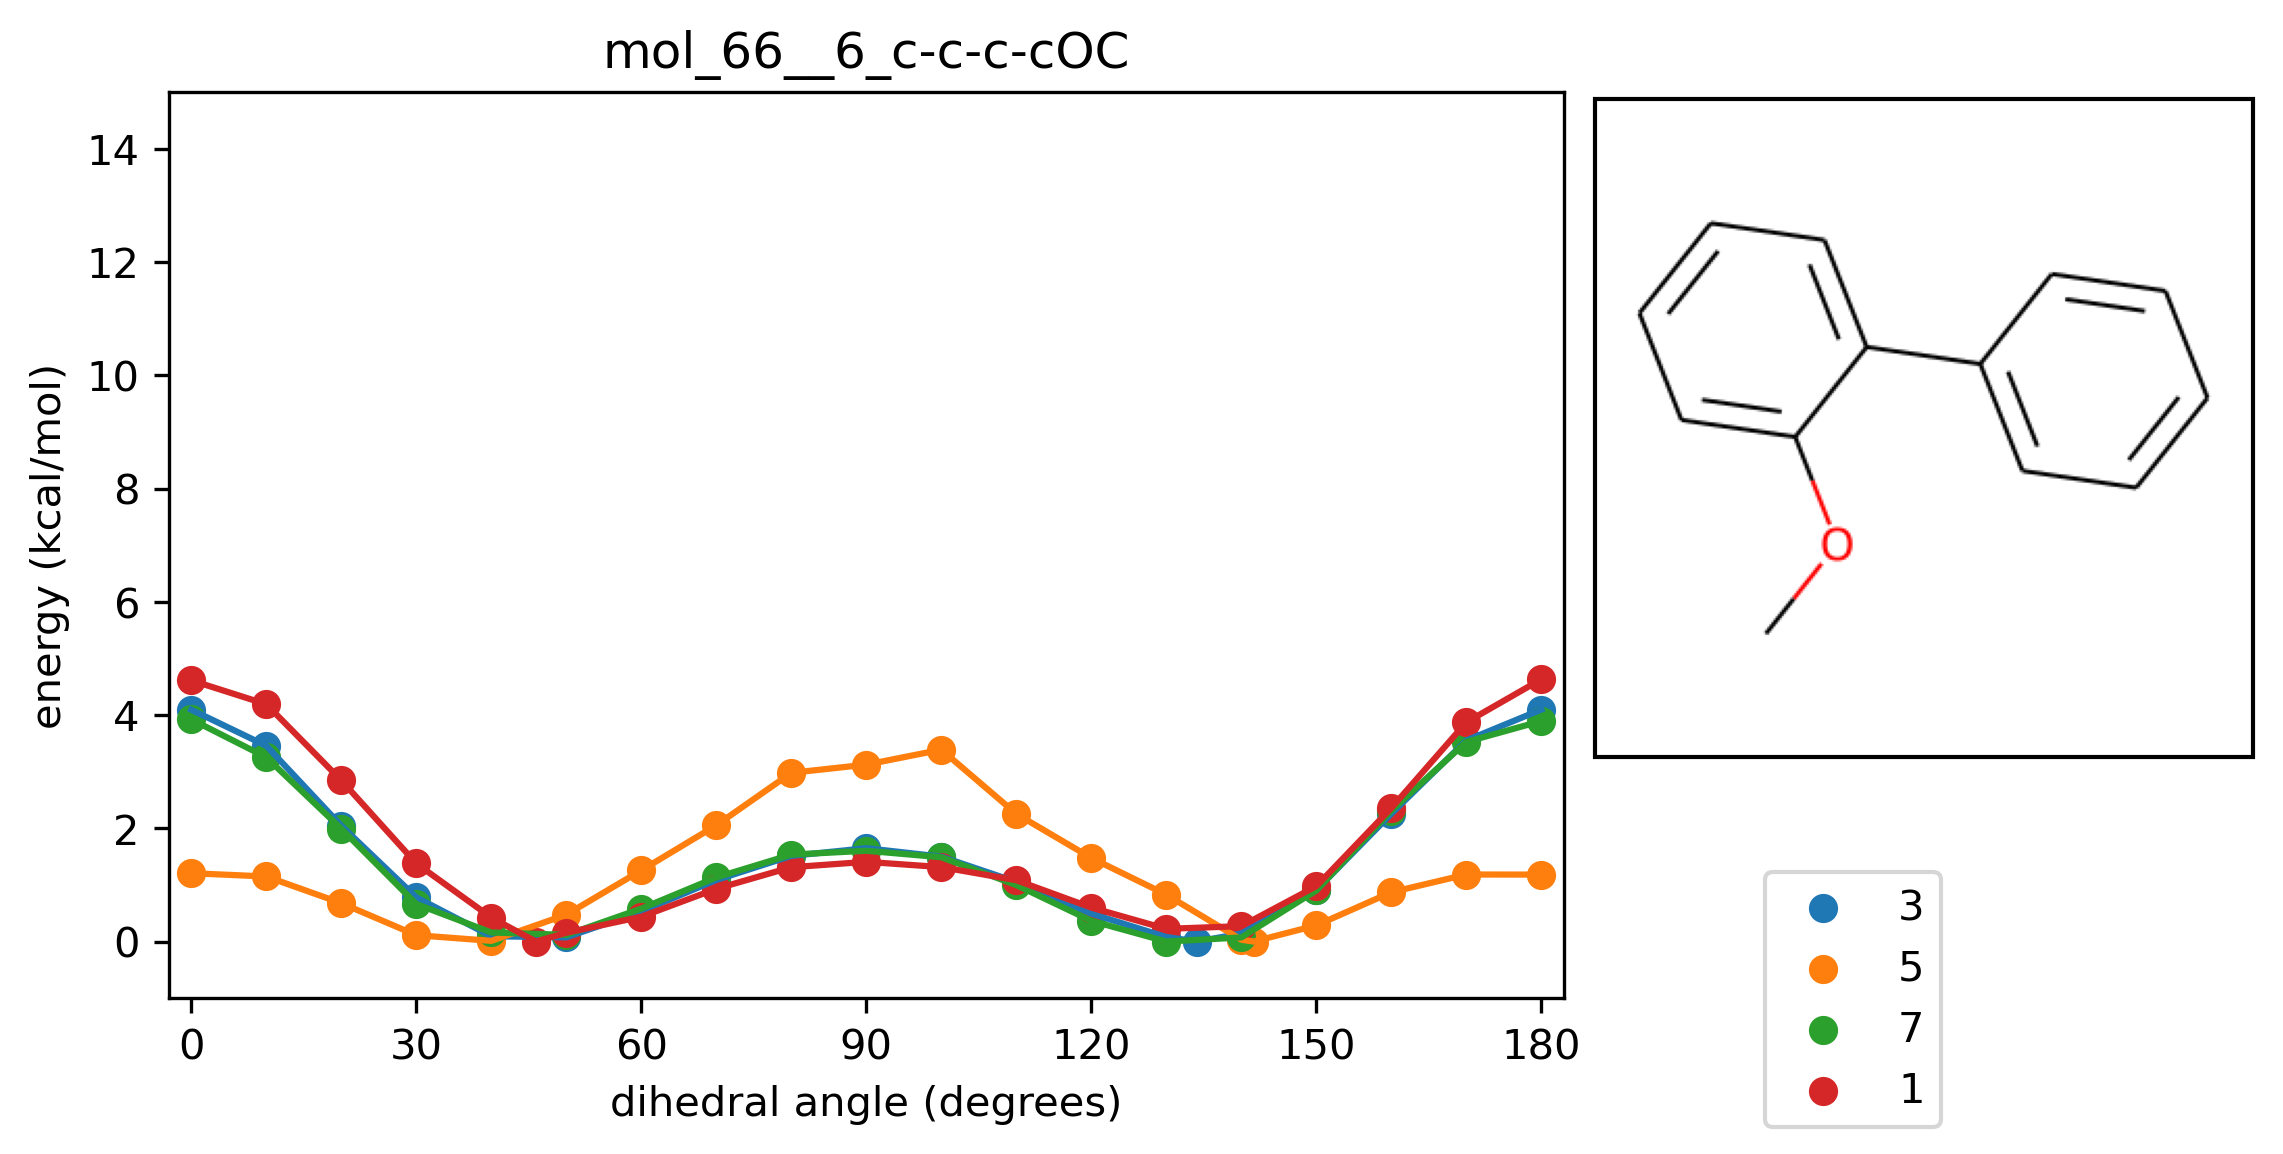 mol_66__6_c-c-c-cOC
energy (kcal/mol)
14
12
10
8
6
4
2
0
0 30 60 90 120 150 180
dihedral angle (degrees)
O
3
5
7
1